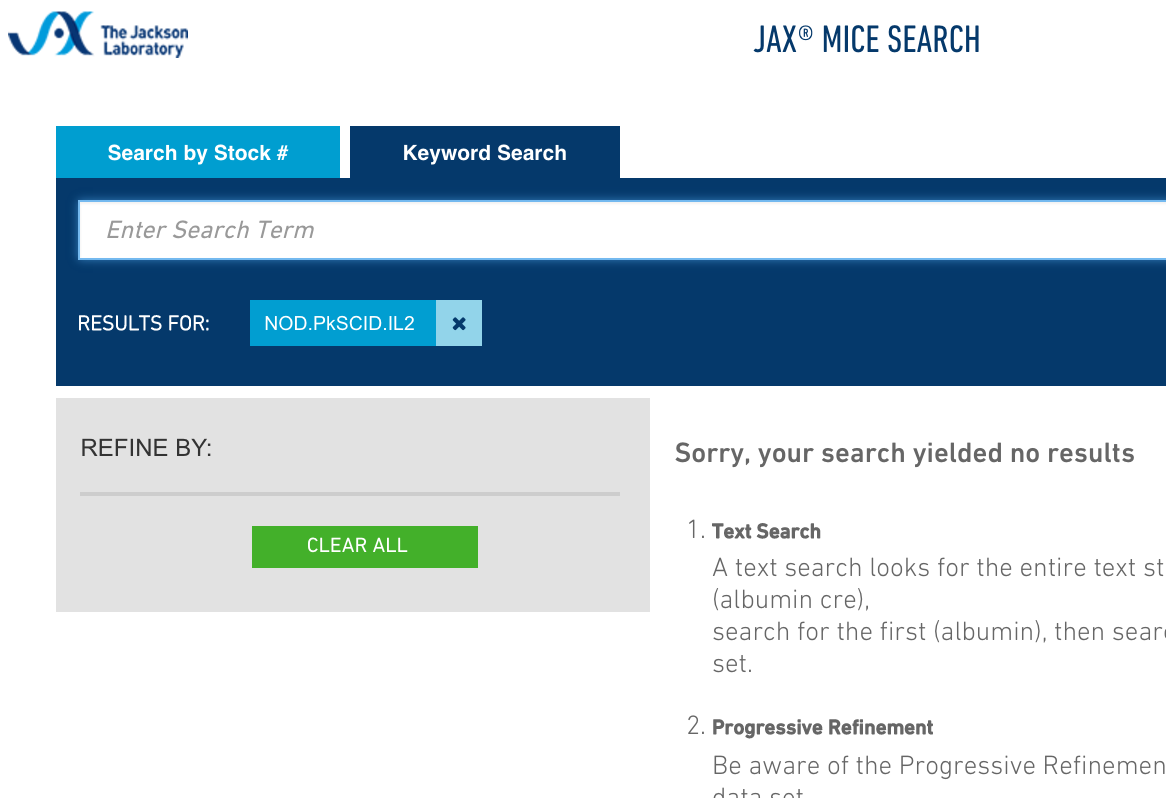 The Jackson
Laboratory
JAX® MICE SEARCH
Search by Stock #
Keyword Search
Enter Search Term
RESULTS FOR:
NOD.PkSCID.IL2
REFINE BY:
CLEAR ALL
Sorry, your search yielded no results
1. Text Search
A text search looks for the entire text st
(albumin cre),
search for the first (albumin), then sear
set.
2. Progressive Refinement
Be aware of the Progressive Refinemen
data set